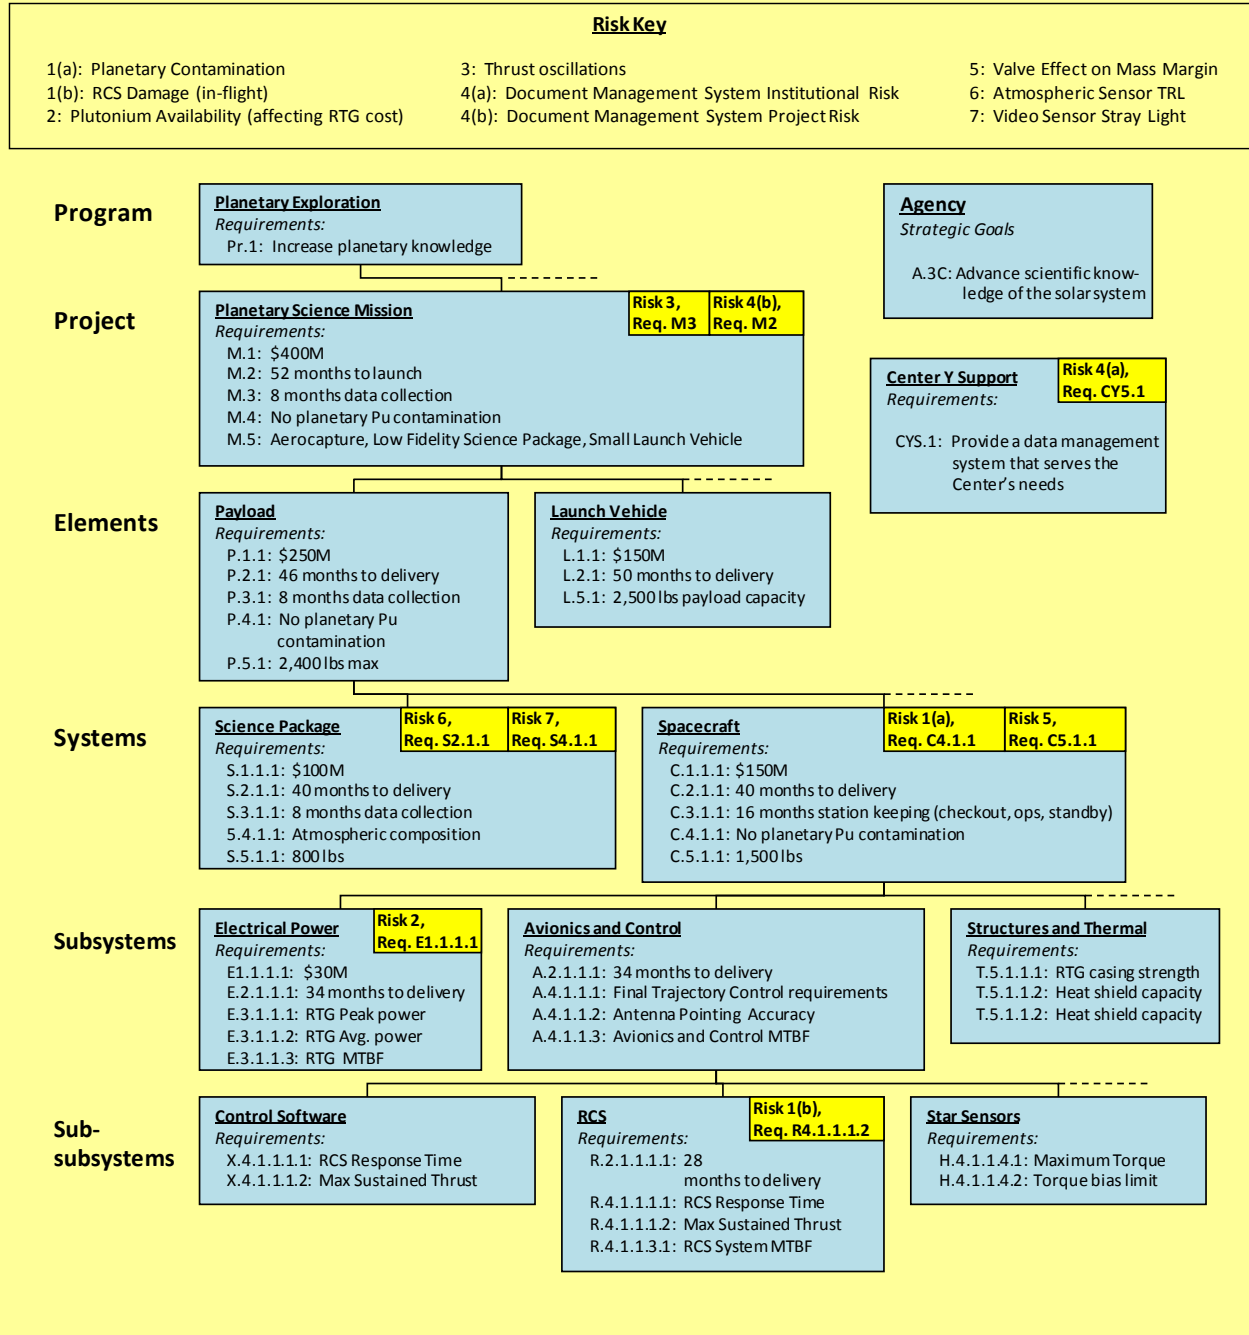 Risk Key
1(a): Planetary Contamination
1(b): RCS Damage (in-flight)
2: Plutonium Availability (affecting RTG cost)
3: Thrust oscillations
4(a): Document Management System Institutional Risk
4(b): Document Management System Project Risk
5: Valve Effect on Mass Margin
6: Atmospheric Sensor TRL
7: Video Sensor Stray Light
Program
Planetary Exploration
Requirements:
Pr.1: Increase planetary knowledge
Agency
Strategic Goals
A.3C: Advance scientific know-
ledge of the solar system
Project
Planetary Science Mission
Requirements:
M.1: $400M
M.2: 52 months to launch
M.3: 8 months data collection
M.4: No planetary Pu contamination
M.5: Aerocapture, Low Fidelity Science Package, Small Launch Vehicle
Risk 3,
Req. M3
Risk 4(b),
Req. M2
Center Y Support
Requirements:
CYS.1: Provide a data management
system that serves the
Center's needs
Risk 4(a),
Req. CY5.1
Elements
Payload
Requirements:
P.1.1: $250M
P.2.1: 46 months to delivery
P.3.1: 8 months data collection
P.4.1: No planetary Pu
contamination
P.5.1: 2,400 lbs max
Launch Vehicle
Requirements:
L.1.1: $150M
L.2.1: 50 months to delivery
L.5.1: 2,500 lbs payload capacity
Systems
Science Package
Requirements:
S.1.1.1: $100M
S.2.1.1: 40 months to delivery
S.3.1.1: 8 months data collection
5.4.1.1: Atmospheric composition
S.5.1.1: 800 lbs
Risk 6,
Req. S2.1.1
Risk 7,
Req. S4.1.1
Spacecraft
Requirements:
C.1.1.1: $150M
C.2.1.1: 40 months to delivery
C.3.1.1: 16 months station keeping (checkout, ops, standby)
C.4.1.1: No planetary Pu contamination
C.5.1.1: 1,500 lbs
Risk 1(a),
Req. C4.1.1
Risk 5,
Req. C5.1.1
Subsystems
Electrical Power
Requirements:
E1.1.1.1: $30M
E.2.1.1.1: 34 months to delivery
E.3.1.1.1: RTG Peak power
E.3.1.1.2: RTG Avg. power
E.3.1.1.3: RTG MTBF
Risk 2,
Req. E1.1.1.1
Avionics and Control
Requirements:
A.2.1.1.1: 34 months to delivery
A.4.1.1.1: Final Trajectory Control requirements
A.4.1.1.2: Antenna Pointing Accuracy
A.4.1.1.3: Avionics and Control MTBF
Structures and Thermal
Requirements:
T.5.1.1.1: RTG casing strength
T.5.1.1.2: Heat shield capacity
T.5.1.1.2: Heat shield capacity
Sub-
subsystems
Control Software
Requirements:
X.4.1.1.1.1: RCS Response Time
X.4.1.1.1.2: Max Sustained Thrust
RCS
Requirements:
R.2.1.1.1.1: 28
months to delivery
R.4.1.1.1.1: RCS Response Time
R.4.1.1.1.2: Max Sustained Thrust
R.4.1.1.3.1: RCS System MTBF
Risk 1(b),
Req. R4.1.1.1.2
Star Sensors
Requirements:
H.4.1.1.4.1: Maximum Torque
H.4.1.1.4.2: Torque bias limit